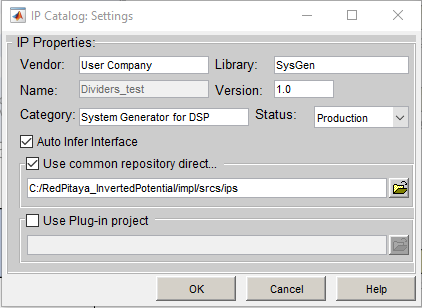 IP Catalog: Settings
IP Properties:
Vendor: User Company Library: SysGen
Name: Dividers_test Version: 1.0
Category: System Generator for DSP Status: Production
Auto Infer Interface
Use common repository direct...
C:/RedPitaya_InvertedPotential/impl/srcs/ips
Use Plug-in project
OK Cancel Help